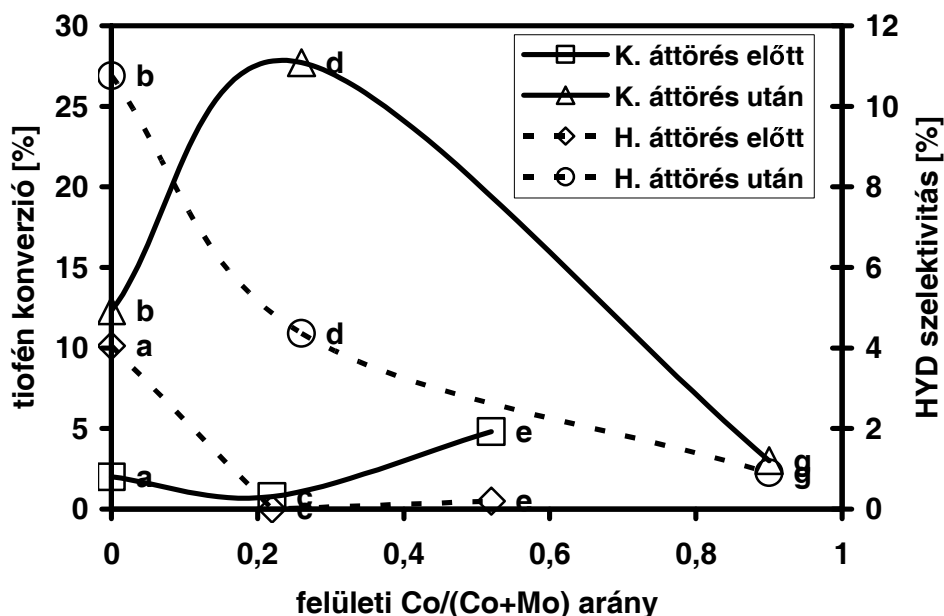 30
25
20
15
10
5
0
tiofén konverzió [%]
12
10
8
6
4
2
0
HYD szelektivitás [%]
K. áttörés előtt
K. áttörés után
H. áttörés előtt
H. áttörés után
b
d
b
a
d
a
c
c
e
e
g
g
0
0,2
0,4
0,6
0,8
1
felületi Co/(Co+Mo) arány